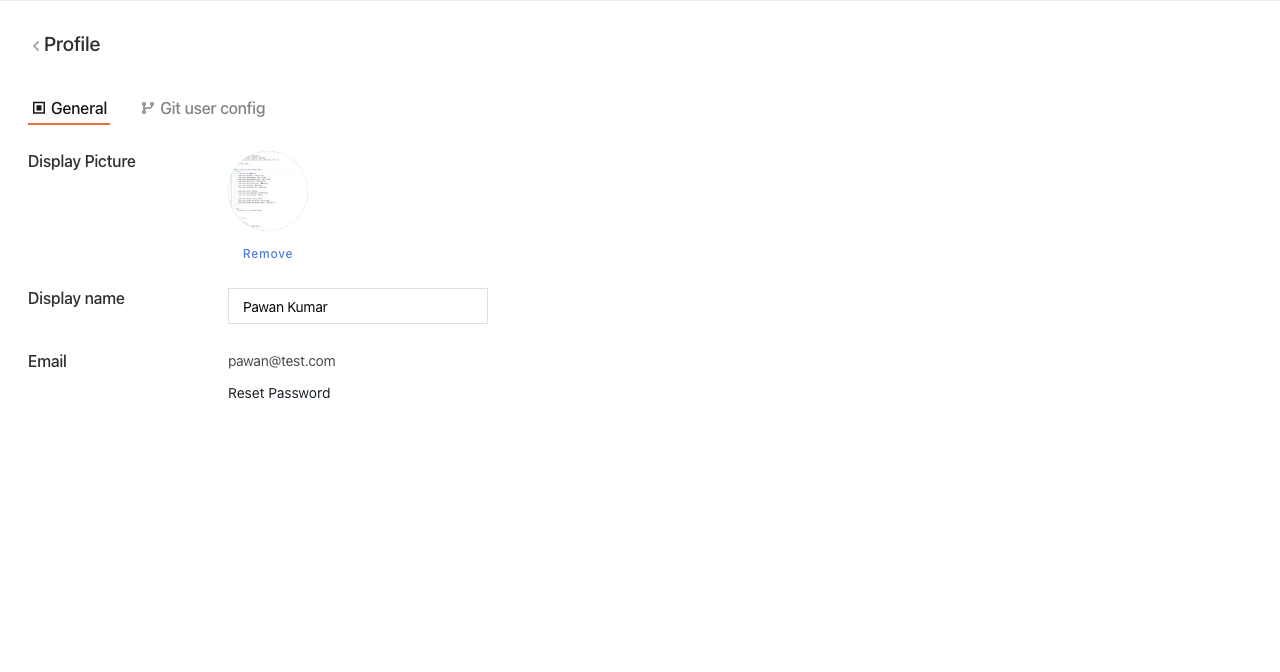 Profile
General
Git user config
Display Picture
Remove
Display name
Pawan Kumar
Email
pawan@test.com
Reset Password